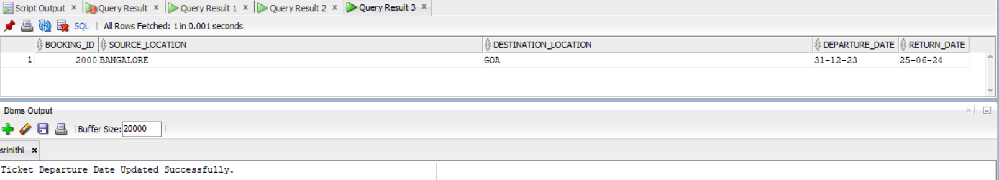 Script Output x Query Result x Query Result 1 x Query Result 2 x Query Result 3 x
SQL | All Rows Fetched: 1 in 0.001 seconds
BOOKING_ID SOURCE_LOCATION DESTINATION_LOCATION DEPARTURE_DATE RETURN_DATE
1 2000 BANGALORE GOA 31-12-23 25-06-24
Dbms Output
Buffer Size: 20000
srinithi x
Ticket Departure Date Updated Successfully.